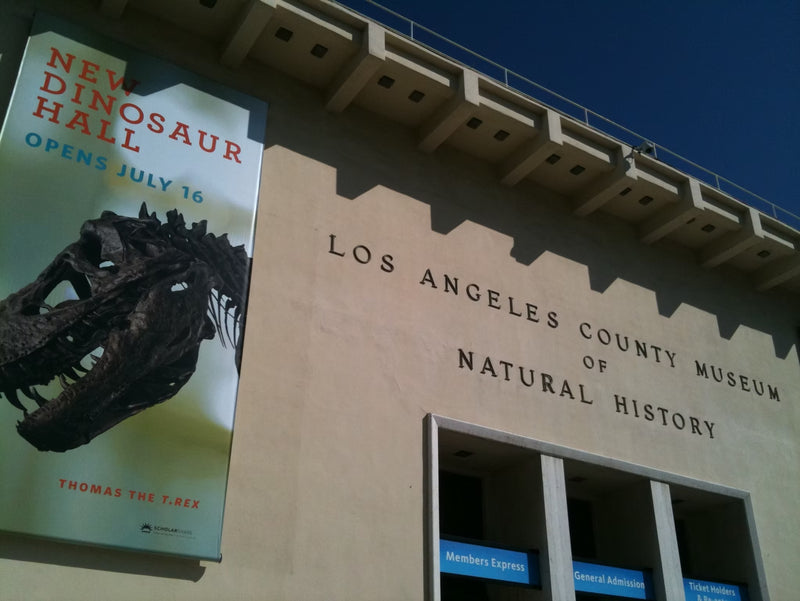 NEW
DINOSAUR
HALL
OPENS JULY 16
THOMAS THE T.REX
SCHOLARSHARE
LOS ANGELES COUNTY MUSEUM
OF
NATURAL HISTORY
Members Express
General Admission
Ticket Holders